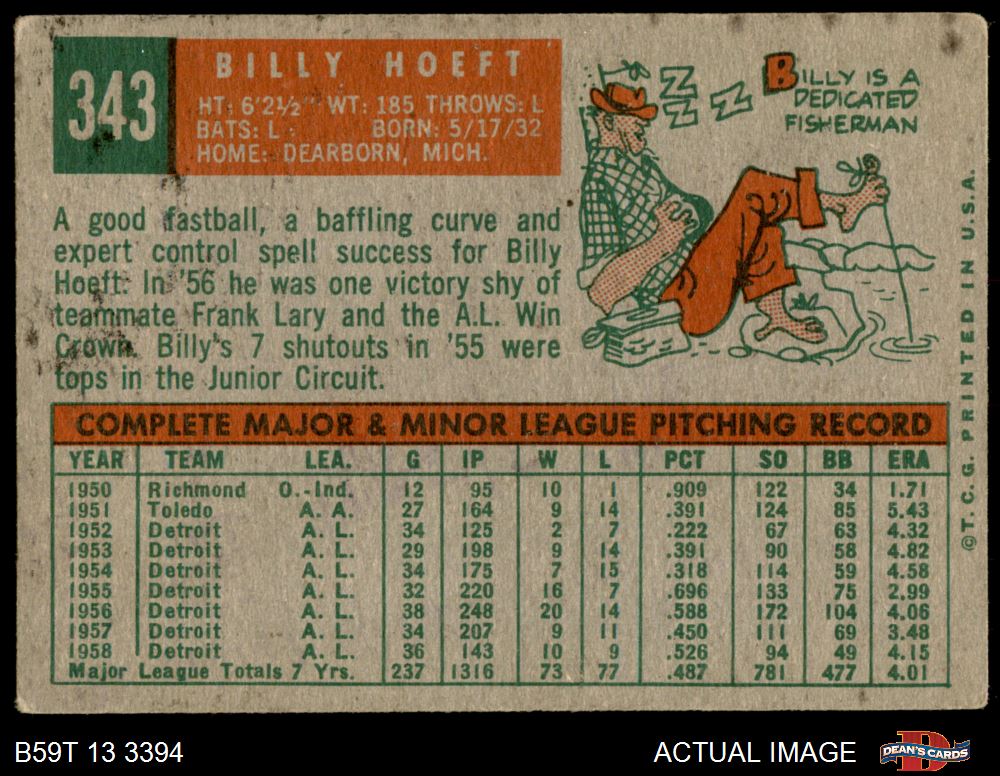 343
BILLY HOEFT
HT: 6'2½" WT: 185 THROWS: L
BATS: L BORN: 5/17/32
HOME: DEARBORN, MICH.
Z Z Z Z
BILLY IS A
DEDICATED
FISHERMAN
A good fastball, a baffling curve and
expert control spell success for Billy
Hoeft. In '56 he was one victory shy of
teammate Frank Lary and the A.L. Win
Crown. Billy's 7 shutouts in '55 were
tops in the Junior Circuit.
COMPLETE MAJOR & MINOR LEAGUE PITCHING RECORD
YEAR TEAM LEA. G IP W L PCT SO BB ERA
1950 Richmond O.-Ind. 12 95 10 1 .909 122 34 1.71
1951 Toledo A. A. 27 164 9 14 .391 124 85 5.43
1952 Detroit A. L. 34 125 2 7 .222 67 63 4.32
1953 Detroit A. L. 29 198 9 14 .391 90 58 4.82
1954 Detroit A. L. 34 175 7 15 .318 114 59 4.58
1955 Detroit A. L. 32 220 16 7 .696 133 75 2.99
1956 Detroit A. L. 38 248 20 14 .588 172 104 4.06
1957 Detroit A. L. 34 207 9 11 .450 111 69 3.48
1958 Detroit A. L. 36 143 10 9 .526 94 49 4.15
Major League Totals 7 Yrs. 237 1316 73 77 .487 781 477 4.01
©T. C. G. PRINTED IN U.S.A.
B59T 13 3394
ACTUAL IMAGE
DEAN'S CARDS